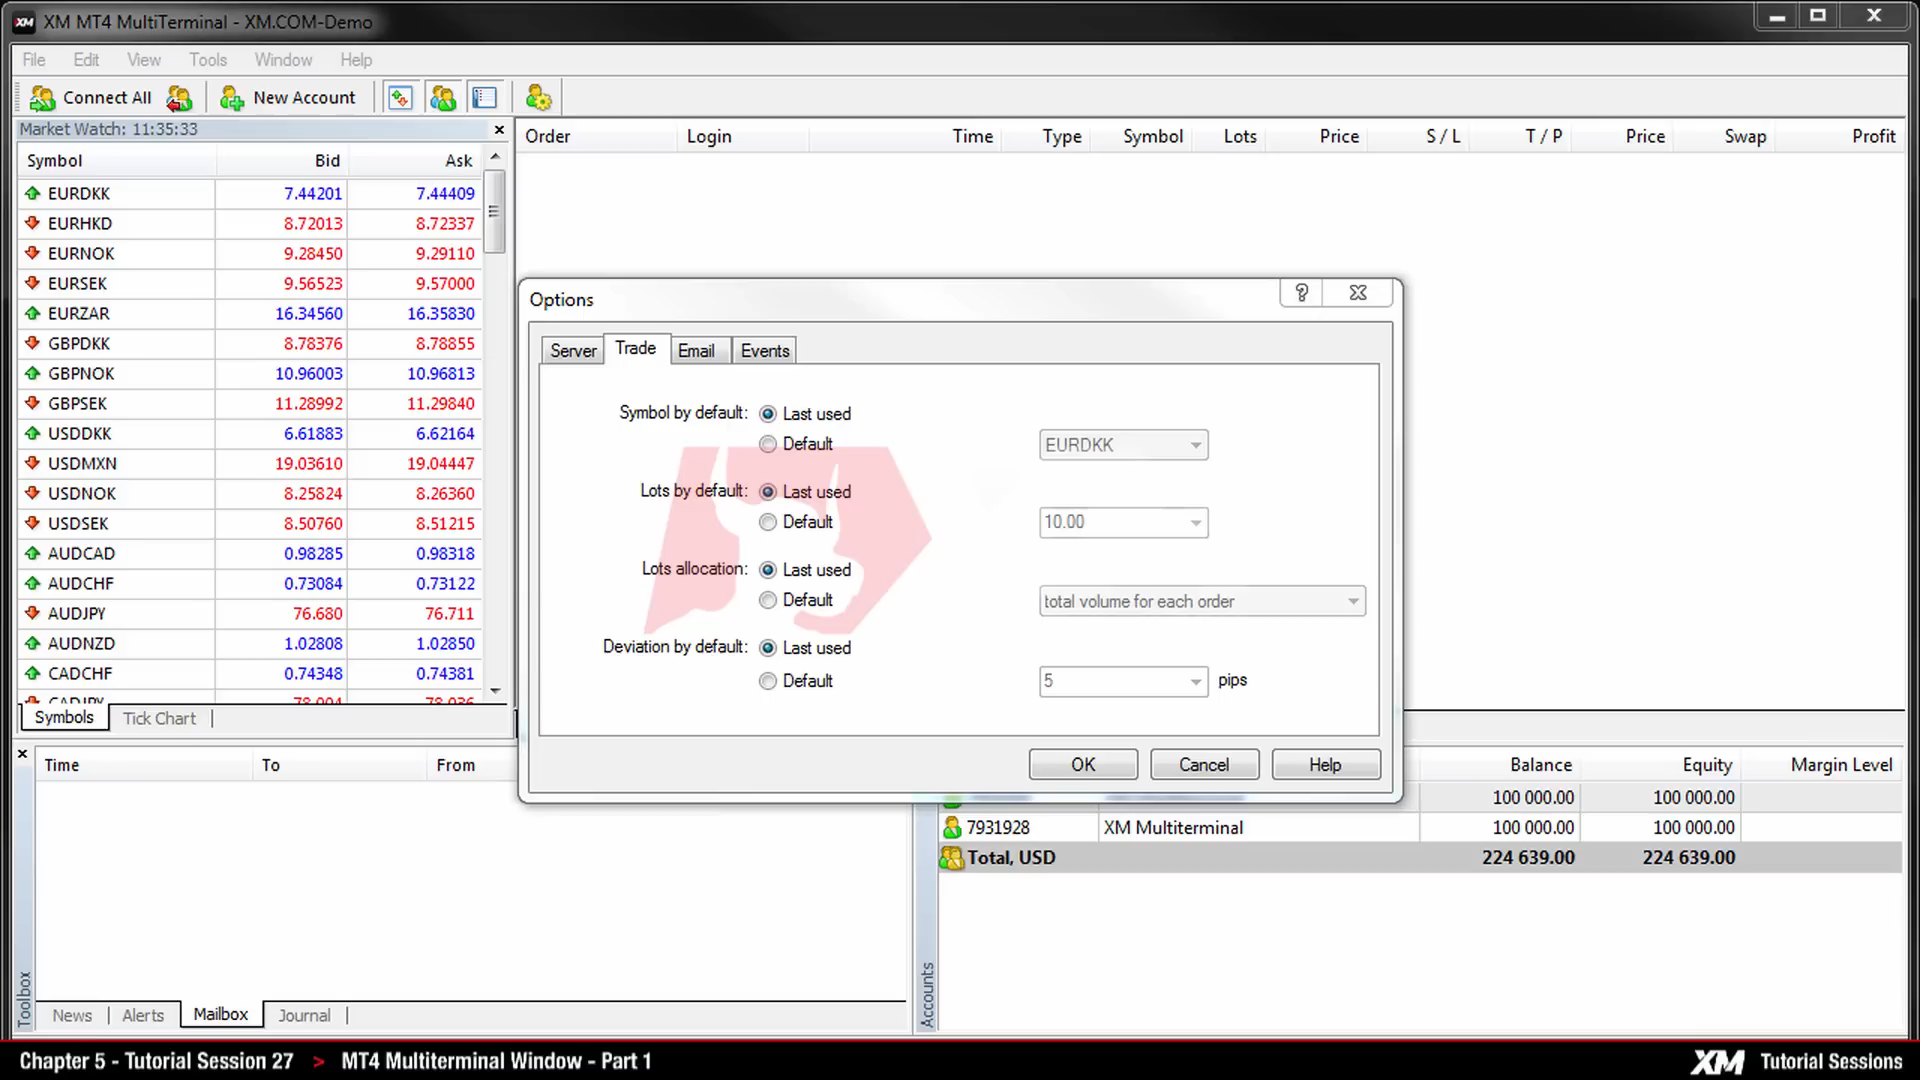 XM XM MT4 MultiTerminal - XM.COM-Demo
File Edit View Tools Window Help
Connect All New Account
Market Watch: 11:35:33
Order Login Time Type Symbol Lots Price S / L T / P Price Swap Profit
Symbol Bid Ask
EURDKK 7.44201 7.44409
EURHKD 8.72013 8.72337
EURNOK 9.28450 9.29110
EURSEK 9.56523 9.57000
EURZAR 16.34560 16.35830
GBPDKK 8.78376 8.78855
GBPNOK 10.96003 10.96813
GBPSEK 11.28992 11.29840
USDDKK 6.61883 6.62164
USDMXN 19.03610 19.04447
USDNOK 8.25824 8.26360
USDSEK 8.50760 8.51215
AUDCAD 0.98285 0.98318
AUDCHF 0.73084 0.73122
AUDJPY 76.680 76.711
AUDNZD 1.02808 1.02850
CADCHF 0.74348 0.74381
CADJPY 78.004 78.036
Symbols Tick Chart
Options
Server Trade Email Events
Symbol by default: Last used
Default EURDKK
Lots by default: Last used
Default 10.00
Lots allocation: Last used
Default total volume for each order
Deviation by default: Last used
Default 5 pips
OK Cancel Help
Time To From
Balance Equity Margin Level
100 000.00 100 000.00
7931928 XM Multiterminal 100 000.00 100 000.00
Total, USD 224 639.00 224 639.00
Toolbox
Accounts
News Alerts Mailbox Journal
Chapter 5 - Tutorial Session 27 > MT4 Multiterminal Window - Part 1
XM Tutorial Sessions